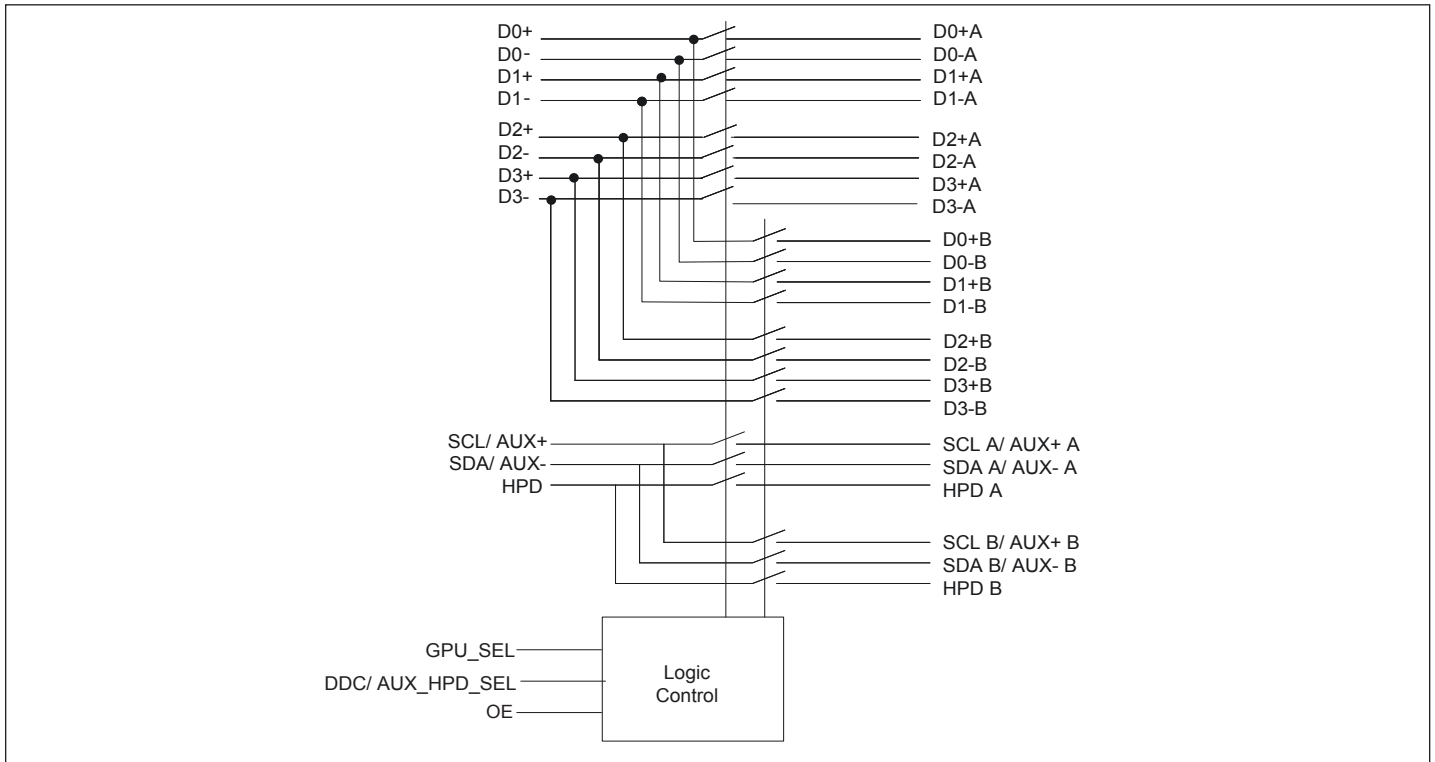 D0+ D0+A
D0- D0-A
D1+ D1+A
D1- D1-A
D2+ D2+A
D2- D2-A
D3+ D3+A
D3- D3-A
D0+B
D0-B
D1+B
D1-B
D2+B
D2-B
D3+B
D3-B
SCL/ AUX+ SCL A/ AUX+ A
SDA/ AUX- SDA A/ AUX- A
HPD HPD A
SCL B/ AUX+ B
SDA B/ AUX- B
HPD B
GPU_SEL
DDC/ AUX_HPD_SEL
OE
Logic
Control